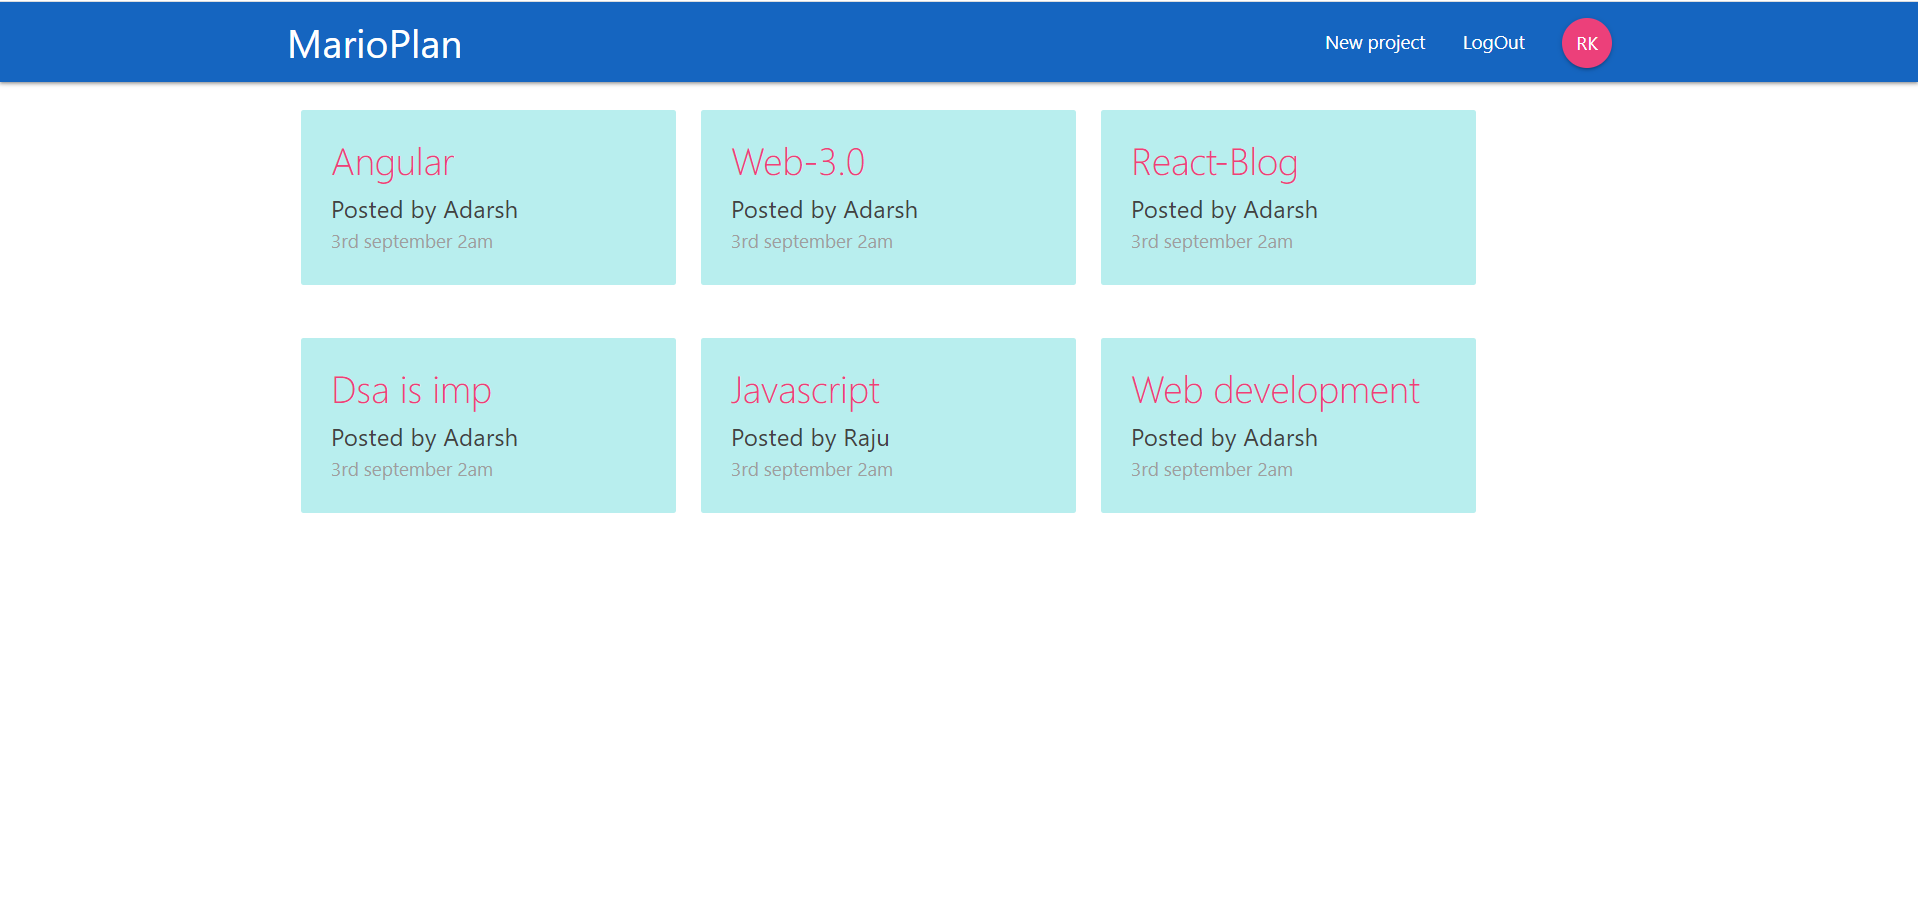 MarioPlan
New project
LogOut
RK
Angular
Posted by Adarsh
3rd september 2am
Web-3.0
Posted by Adarsh
3rd september 2am
React-Blog
Posted by Adarsh
3rd september 2am
Dsa is imp
Posted by Adarsh
3rd september 2am
Javascript
Posted by Raju
3rd september 2am
Web development
Posted by Adarsh
3rd september 2am